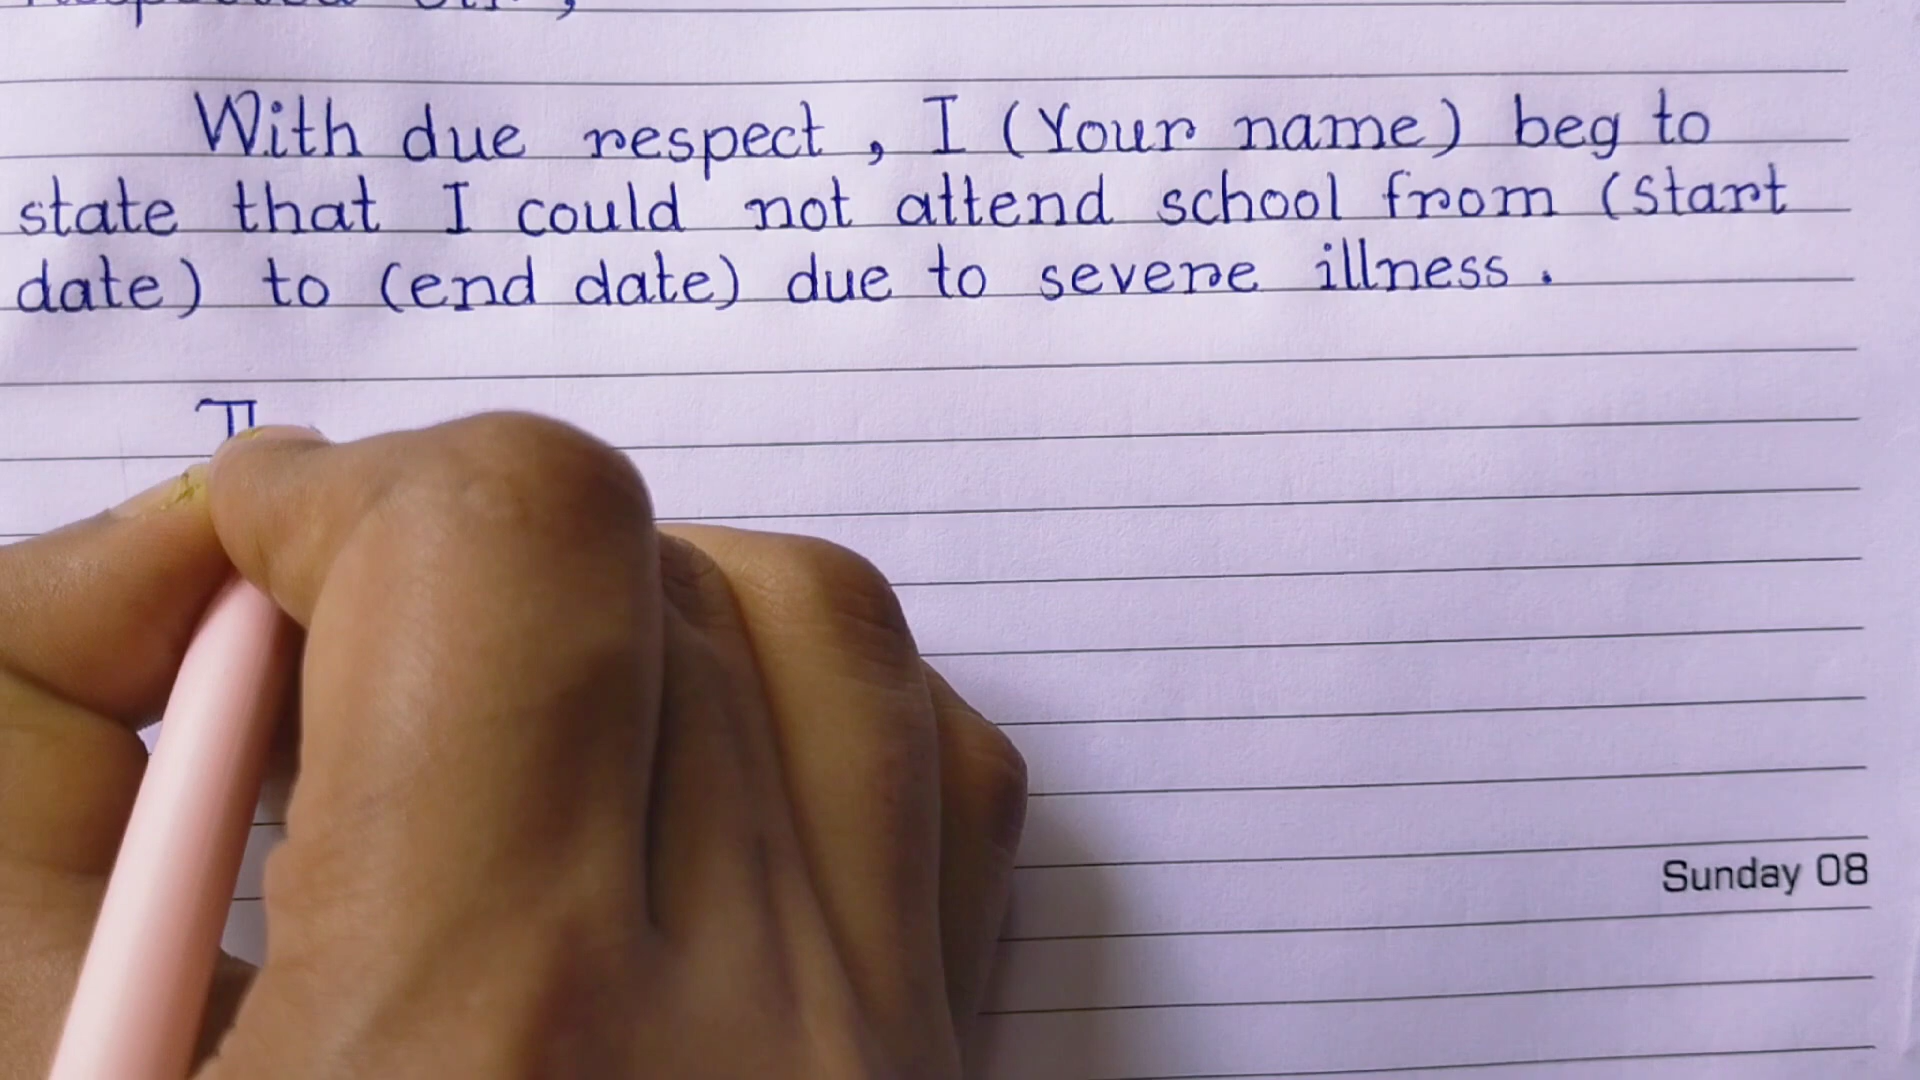 With due respect, I (Your name) beg to
state that I could not attend school from (Start
date) to (end date) due to severe illness.
Sunday 08